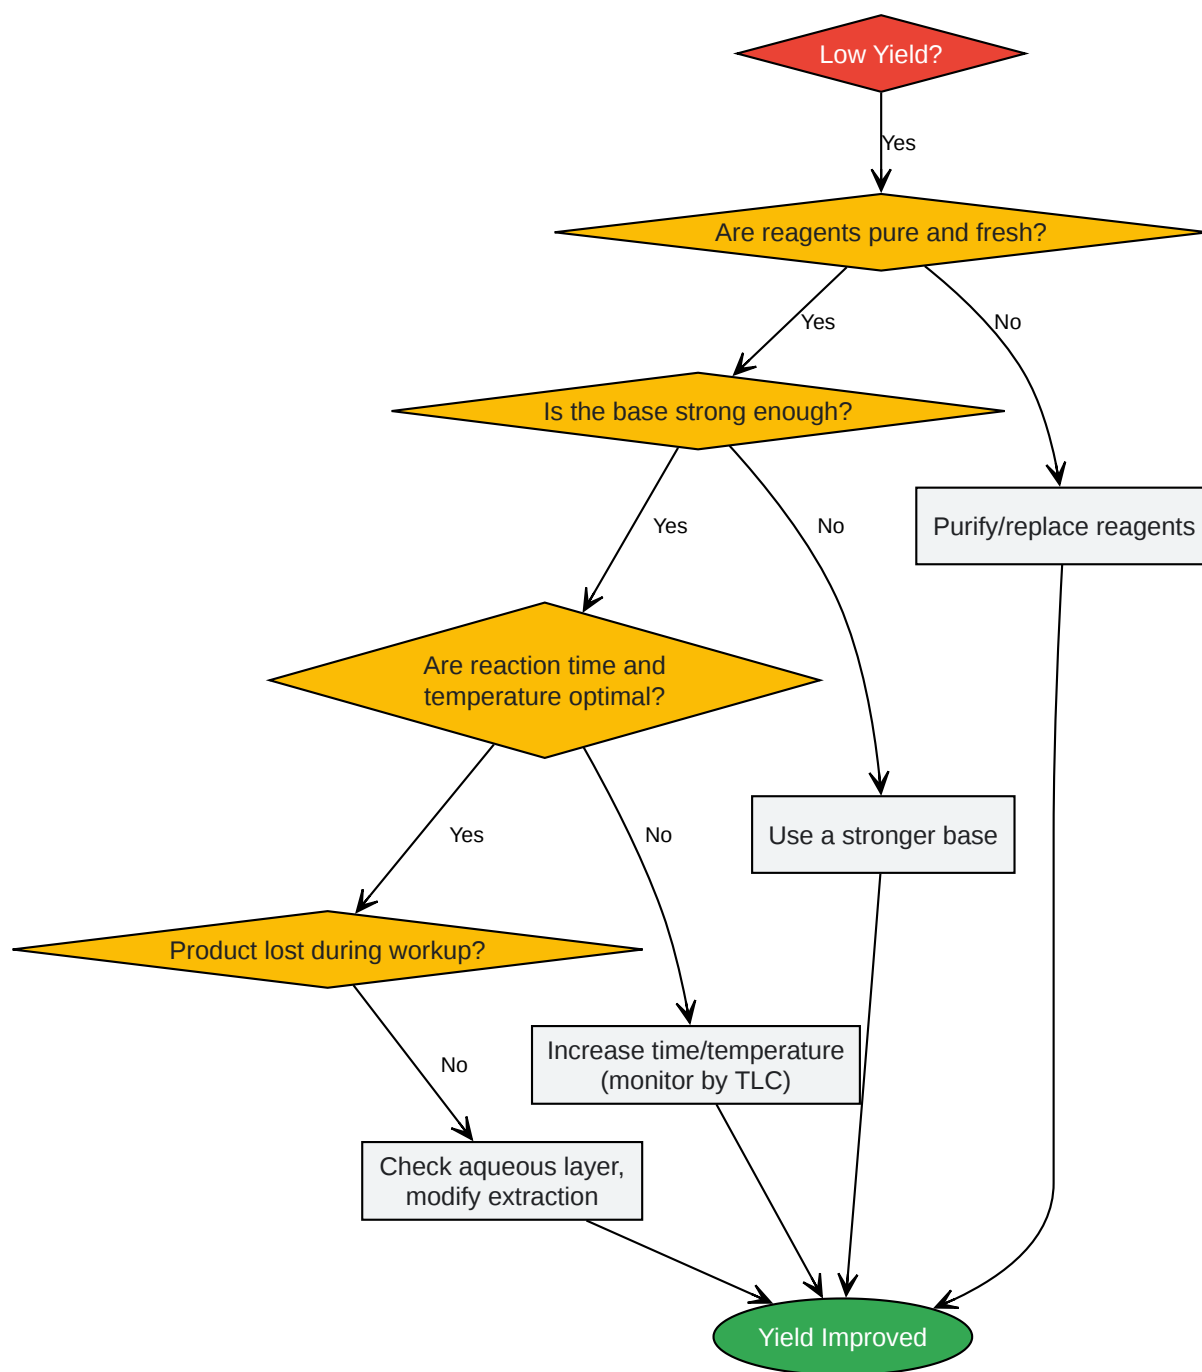 Low Yield?
Yes
Are reagents pure and fresh?
Yes
No
Is the base strong enough?
Purify/replace reagents
Yes
No
Are reaction time and
temperature optimal?
Use a stronger base
Yes
No
Product lost during workup?
Increase time/temperature
(monitor by TLC)
No
Check aqueous layer,
modify extraction
Yield Improved